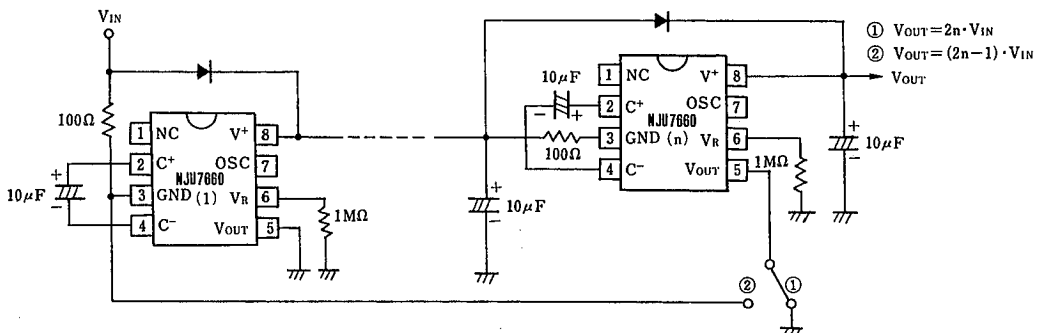 VIN
① VOUT=2n·VIN
② VOUT=(2n-1)·VIN
VOUT
100Ω
1 NC V+ 8
2 C+ OSC 7
NJU7660
3 GND (1) VR 6
4 C- VOUT 5
+
10μF
-
1MΩ
+
10μF
-
10μF
- +
100Ω
1 NC V+ 8
2 C+ OSC 7
NJU7660
3 GND (n) VR 6
4 C- VOUT 5
1MΩ
+
10μF
-
② ①